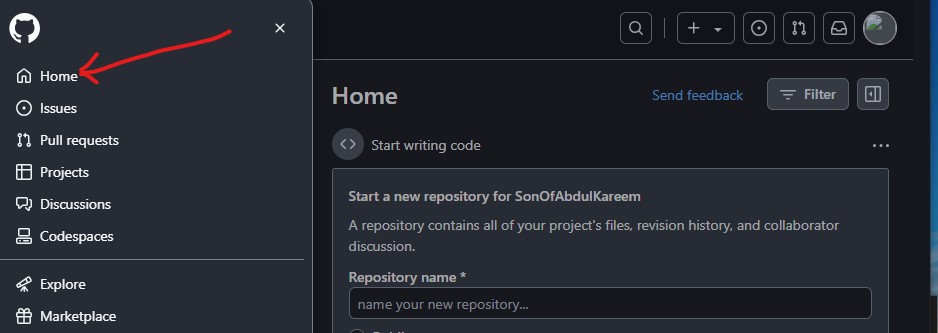 Home
Issues
Pull requests
Projects
Discussions
Codespaces
Explore
Marketplace
Home
Send feedback
Filter
Start writing code
Start a new repository for SonOfAbdulKareem
A repository contains all of your project's files, revision history, and collaborator
discussion.
Repository name *
name your new repository...